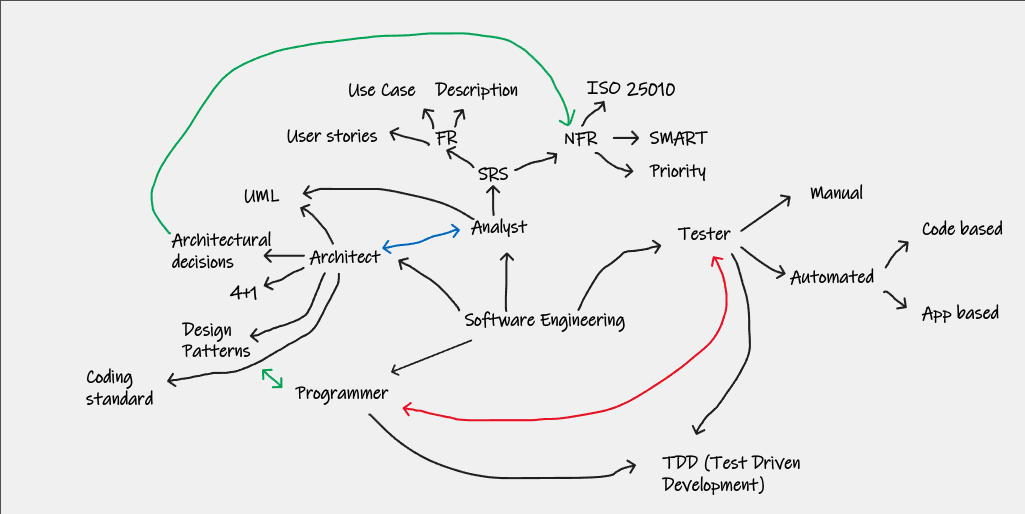 Use Case
Description
ISO 25010
User stories
FR
NFR
SMART
SRS
Priority
UML
Manual
Analyst
Tester
Code based
Architectural
decisions
Architect
Automated
4+1
App based
Software Engineering
Design
Patterns
Coding
standard
Programmer
TDD (Test Driven
Development)